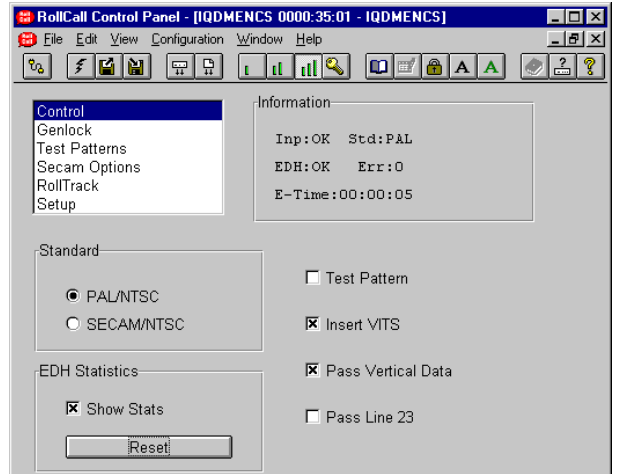 RollCall Control Panel - [IQDMENCS 0000:35:01 - IQDMENCS]
File Edit View Configuration Window Help
A A ? ?
Control
Genlock
Test Patterns
Secam Options
RollTrack
Setup
Information
Inp:OK Std:PAL
EDH:OK Err:0
E-Time:00:00:05
Standard
PAL/NTSC
SECAM/NTSC
EDH Statistics
Show Stats
Reset
Test Pattern
Insert VITS
Pass Vertical Data
Pass Line 23